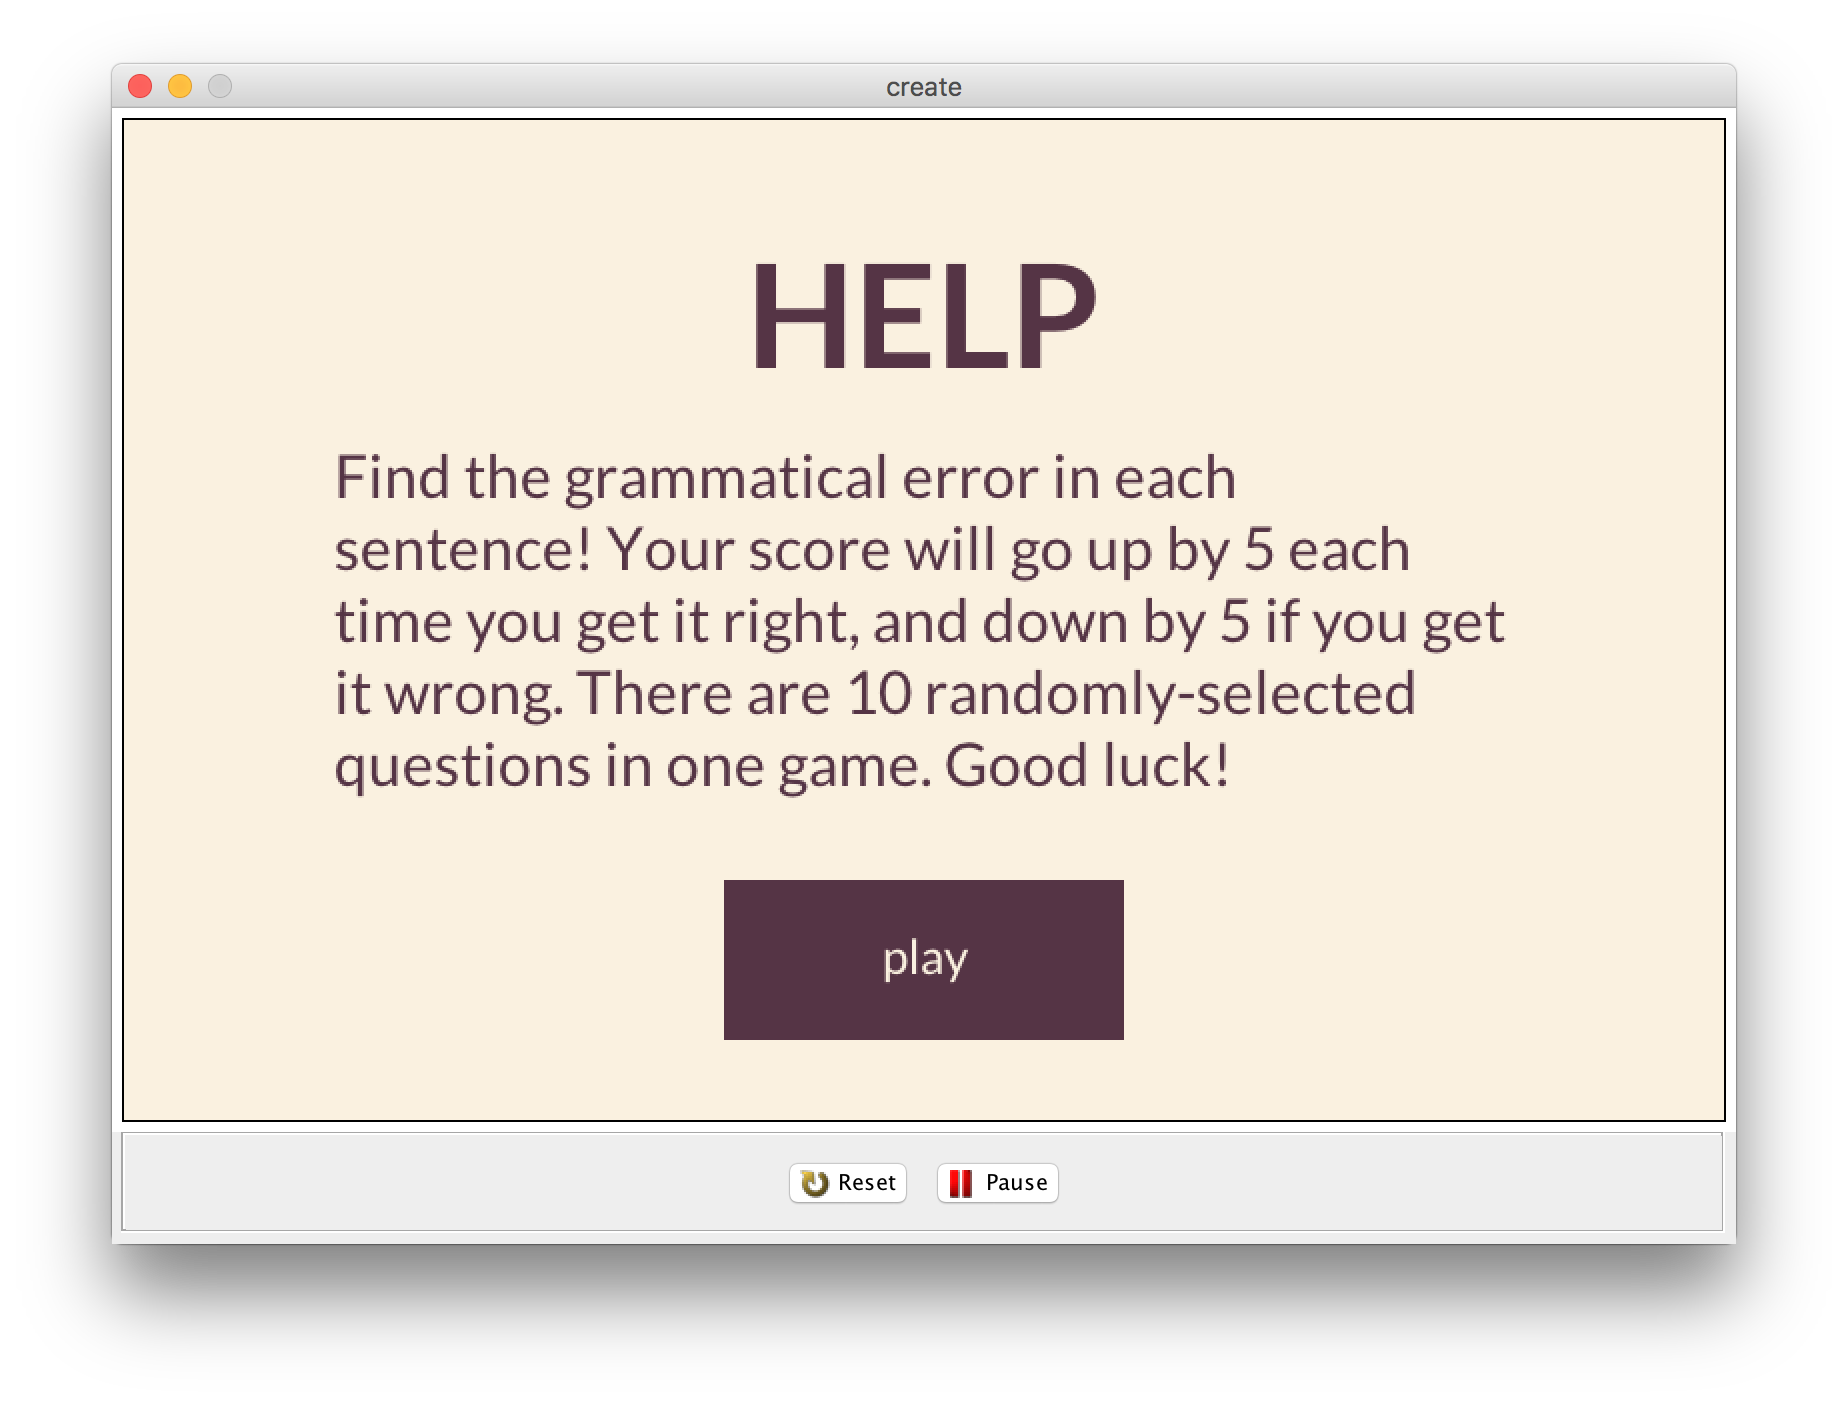 create
HELP
Find the grammatical error in each
sentence! Your score will go up by 5 each
time you get it right, and down by 5 if you get
it wrong. There are 10 randomly-selected
questions in one game. Good luck!
play
Reset
Pause